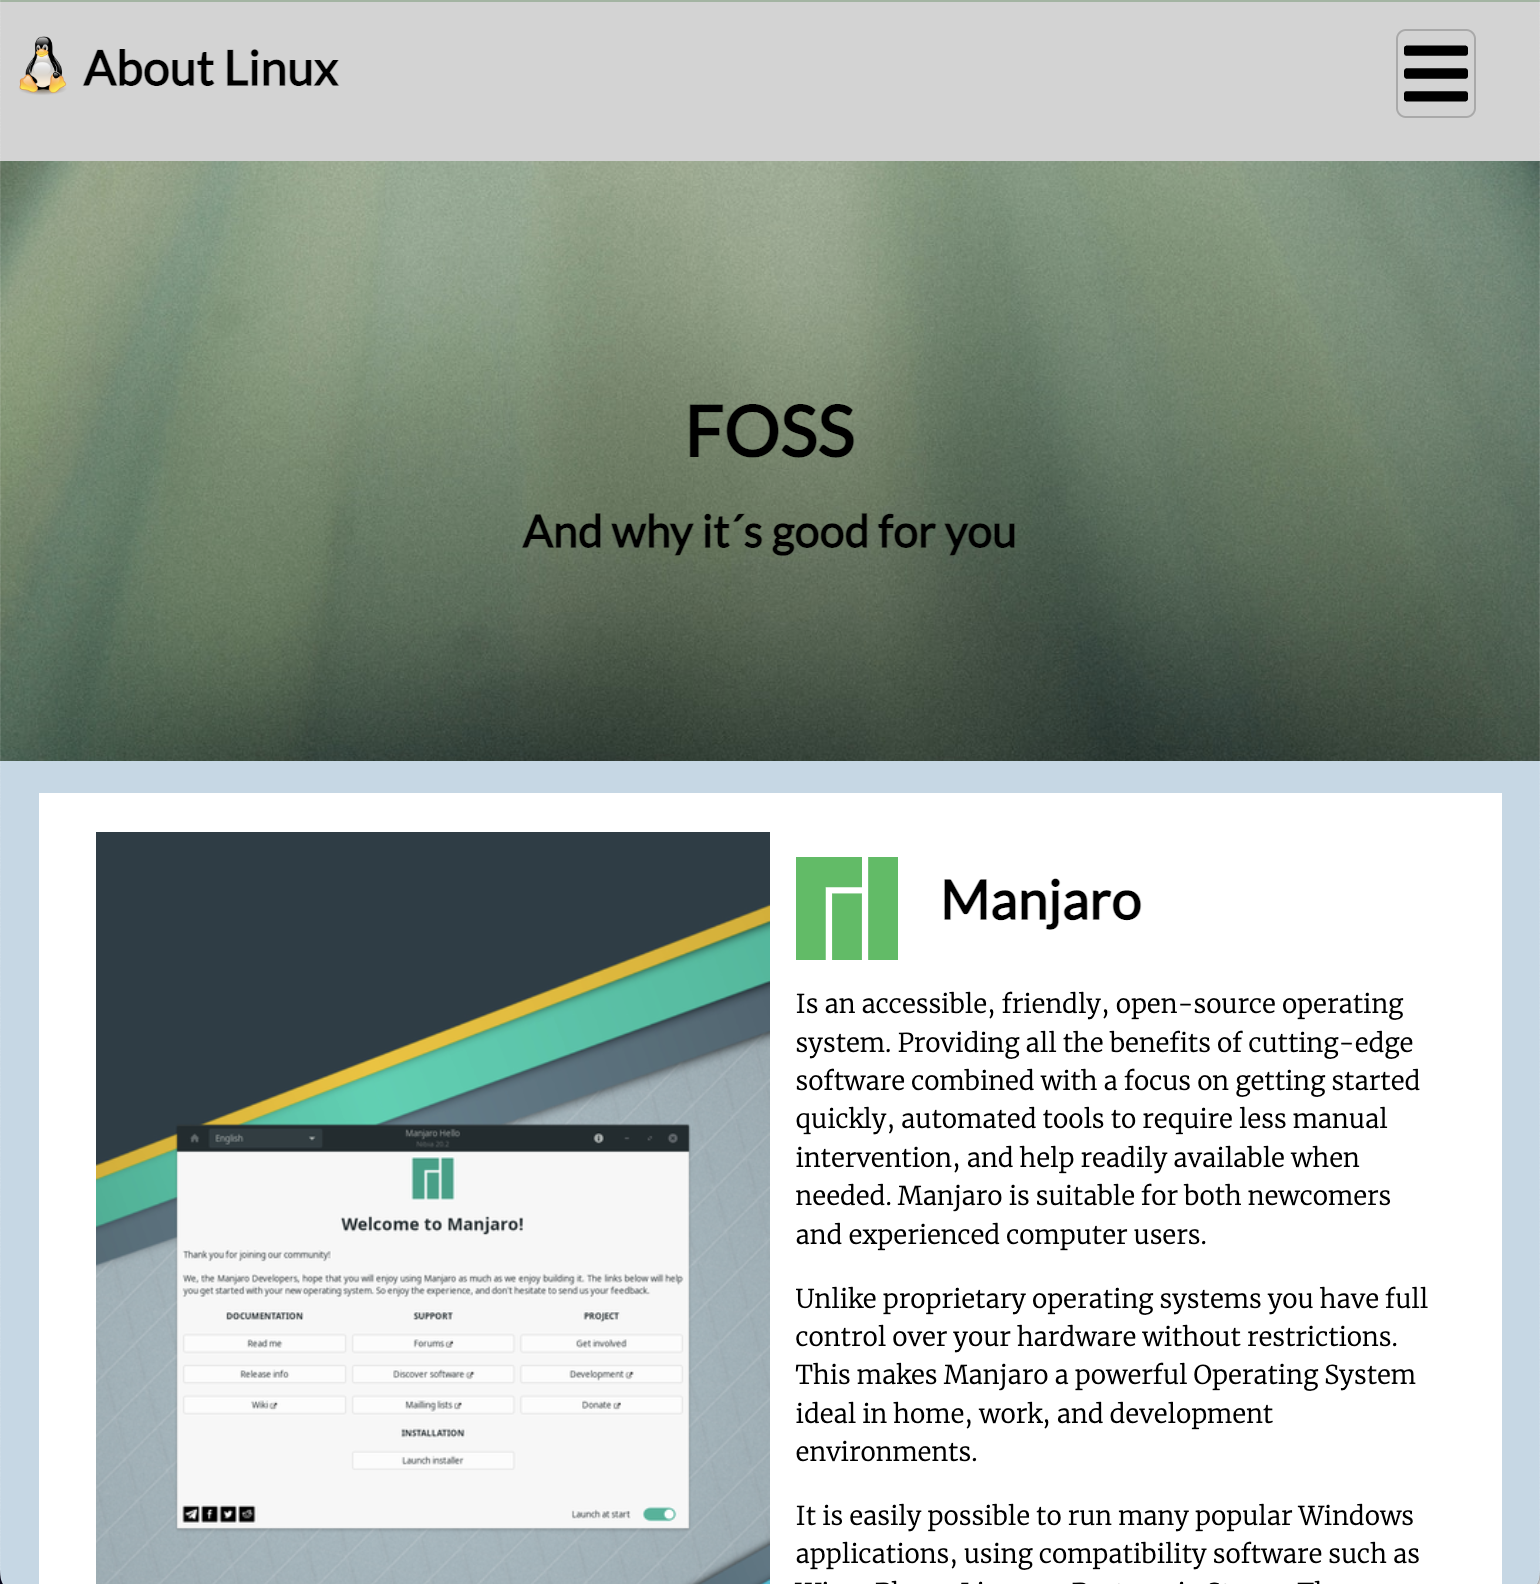 About Linux
FOSS
And why it´s good for you
Manjaro
Is an accessible, friendly, open-source operating
system. Providing all the benefits of cutting-edge
software combined with a focus on getting started
quickly, automated tools to require less manual
intervention, and help readily available when
needed. Manjaro is suitable for both newcomers
and experienced computer users.
Unlike proprietary operating systems you have full
control over your hardware without restrictions.
This makes Manjaro a powerful Operating System
ideal in home, work, and development
environments.
It is easily possible to run many popular Windows
applications, using compatibility software such as
English
Manjaro Hello
Welcome to Manjaro!
Thank you for joining our community!
We, the Manjaro Developers, hope that you will enjoy using Manjaro as much as we enjoy building it. The links below will help
you get started with your new operating system. So enjoy the experience, and don't hesitate to send us your feedback.
DOCUMENTATION SUPPORT PROJECT
Read me Forums Get involved
Release info Discover software Development
Wiki Mailling lists Donate
INSTALLATION
Launch installer
Launch at start